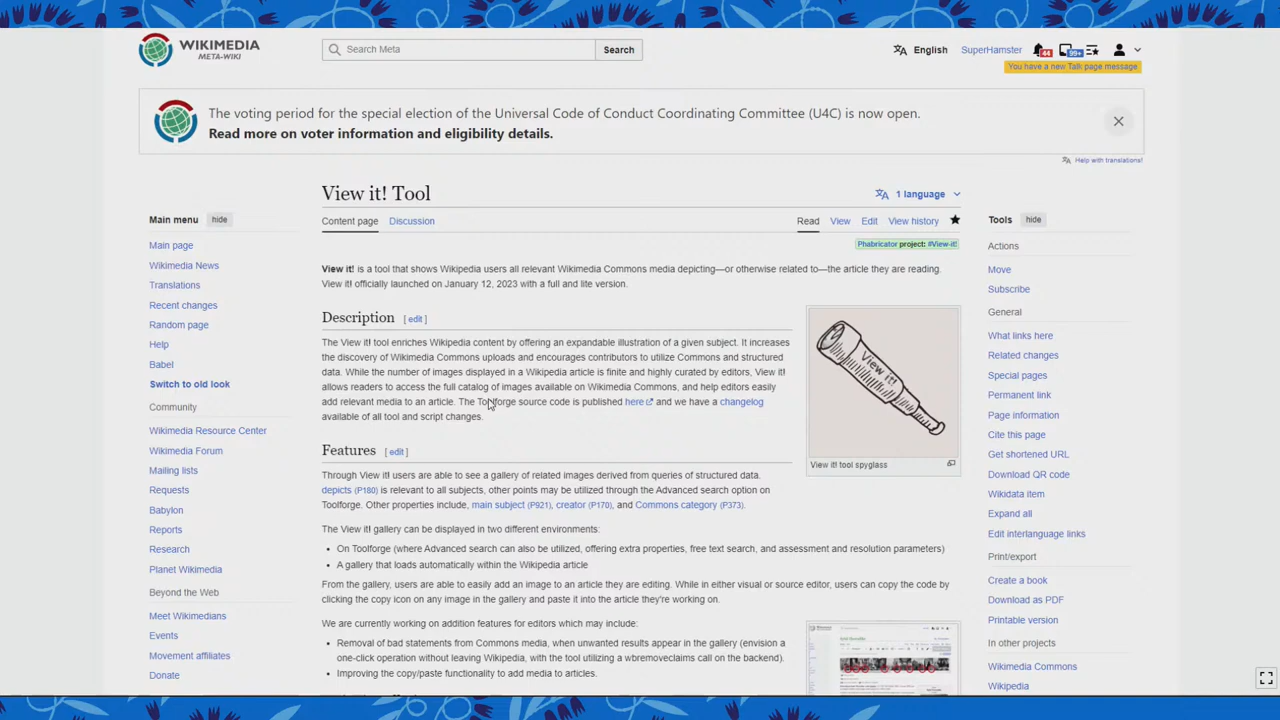 WIKIMEDIA
META-WIKI
Search Meta
Search
English
SuperHamster
44
99+
You have a new Talk page message
The voting period for the special election of the Universal Code of Conduct Coordinating Committee (U4C) is now open.
Read more on voter information and eligibility details.
Help with translations!
View it! Tool
1 language
Content page
Discussion
Read
View
Edit
View history
Phabricator project: #View-it!
Main menu
hide
Main page
Wikimedia News
Translations
Recent changes
Random page
Help
Babel
Switch to old look
Community
Wikimedia Resource Center
Wikimedia Forum
Mailing lists
Requests
Babylon
Reports
Research
Planet Wikimedia
Beyond the Web
Meet Wikimedians
Events
Movement affiliates
Donate
View it! is a tool that shows Wikipedia users all relevant Wikimedia Commons media depicting—or otherwise related to—the article they are reading.
View it! officially launched on January 12, 2023 with a full and lite version.
Description [ edit ]
The View it! tool enriches Wikipedia content by offering an expandable illustration of a given subject. It increases
the discovery of Wikimedia Commons uploads and encourages contributors to utilize Commons and structured
data. While the number of images displayed in a Wikipedia article is finite and highly curated by editors, View it!
allows readers to access the full catalog of images available on Wikimedia Commons, and help editors easily
add relevant media to an article. The Toolforge source code is published here and we have a changelog
available of all tool and script changes.
View it!
View it! tool spyglass
Features [ edit ]
Through View it! users are able to see a gallery of related images derived from queries of structured data.
depicts (P180) is relevant to all subjects, other points may be utilized through the Advanced search option on
Toolforge. Other properties include, main subject (P921), creator (P170), and Commons category (P373).
The View it! gallery can be displayed in two different environments:
• On Toolforge (where Advanced search can also be utilized, offering extra properties, free text search, and assessment and resolution parameters)
• A gallery that loads automatically within the Wikipedia article
From the gallery, users are able to easily add an image to an article they are editing. While in either visual or source editor, users can copy the code by
clicking the copy icon on any image in the gallery and paste it into the article they're working on.
We are currently working on addition features for editors which may include:
• Removal of bad statements from Commons media, when unwanted results appear in the gallery (envision a
one-click operation without leaving Wikipedia, with the tool utilizing a wbremoveclaims call on the backend).
• Improving the copy/paste functionality to add media to articles.
Tools
hide
Actions
Move
Subscribe
General
What links here
Related changes
Special pages
Permanent link
Page information
Cite this page
Get shortened URL
Download QR code
Wikidata item
Expand all
Edit interlanguage links
Print/export
Create a book
Download as PDF
Printable version
In other projects
Wikimedia Commons
Wikipedia